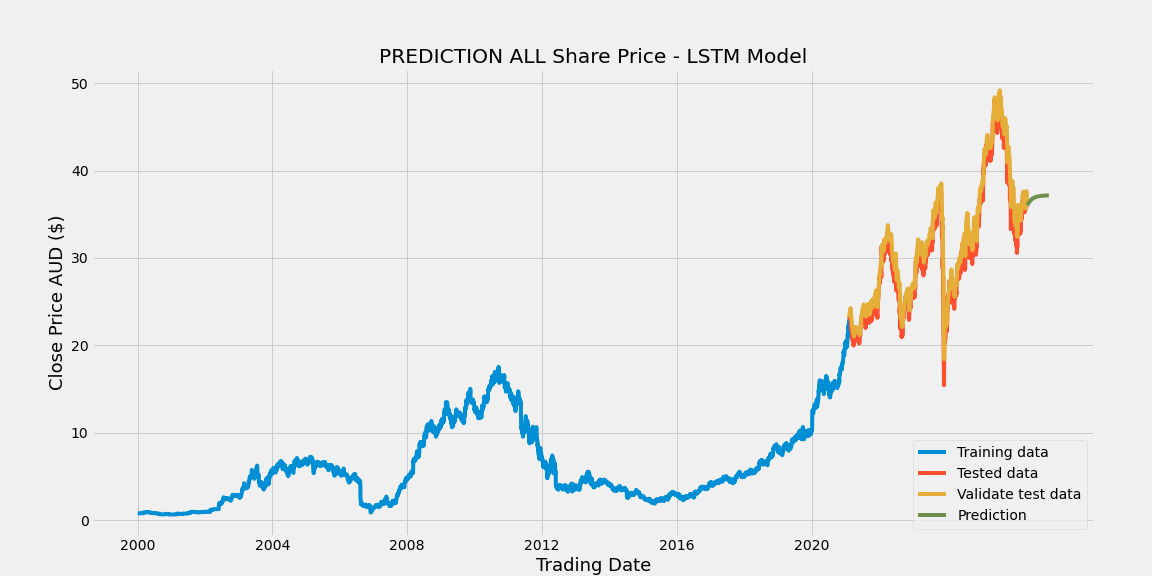 PREDICTION ALL Share Price - LSTM Model
50
40
30
20
10
0
Close Price AUD ($)
2000 2004 2008 2012 2016 2020
Trading Date
Training data
Tested data
Validate test data
Prediction